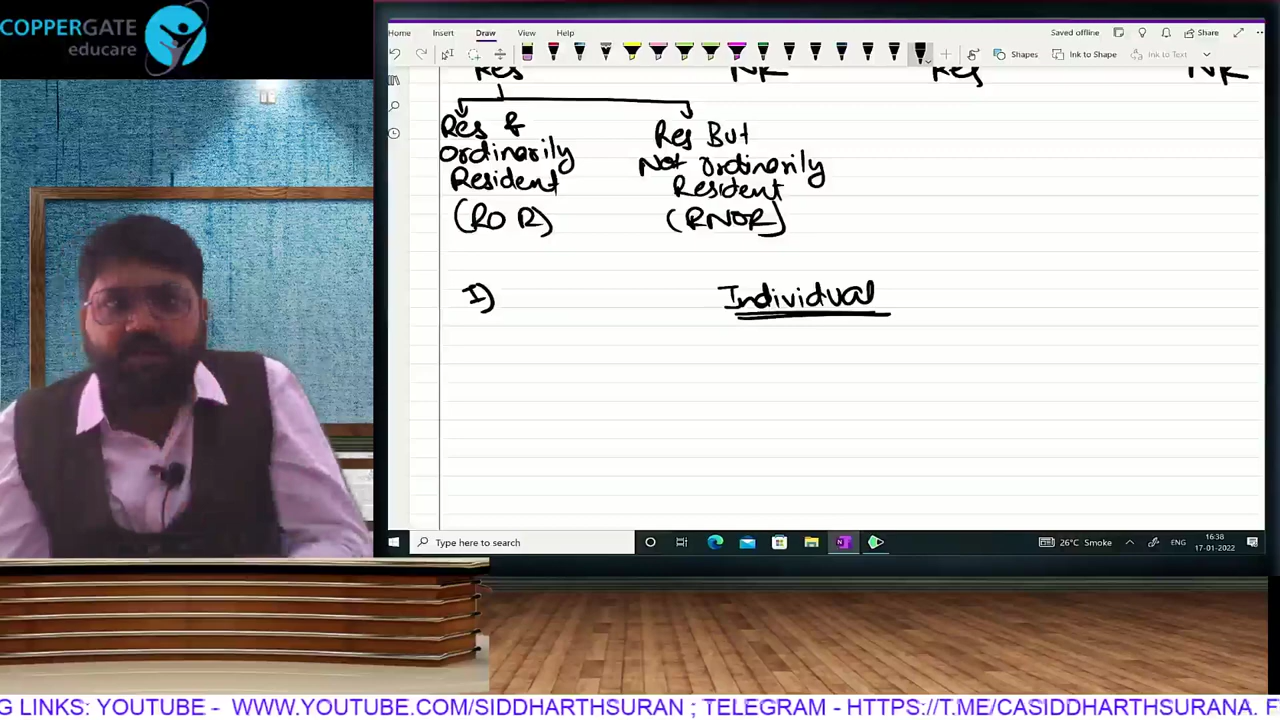 COPPERGATE
educare
Home Insert Draw View Help
Saved offline
Share
Shapes
Ink to Shape
Ink to Text
Res NR Res NR
Res &
Ordinarily
Resident
(ROR)
Res But
Not ordinarily
Resident
(RNOR)
I) Individual
Type here to search
26°C Smoke
ENG
16:38
17-01-2022
G LINKS: YOUTUBE - WWW.YOUTUBE.COM/SIDDHARTHSURAN ; TELEGRAM - HTTPS://T.ME/CASIDDHARTHSURANA. F